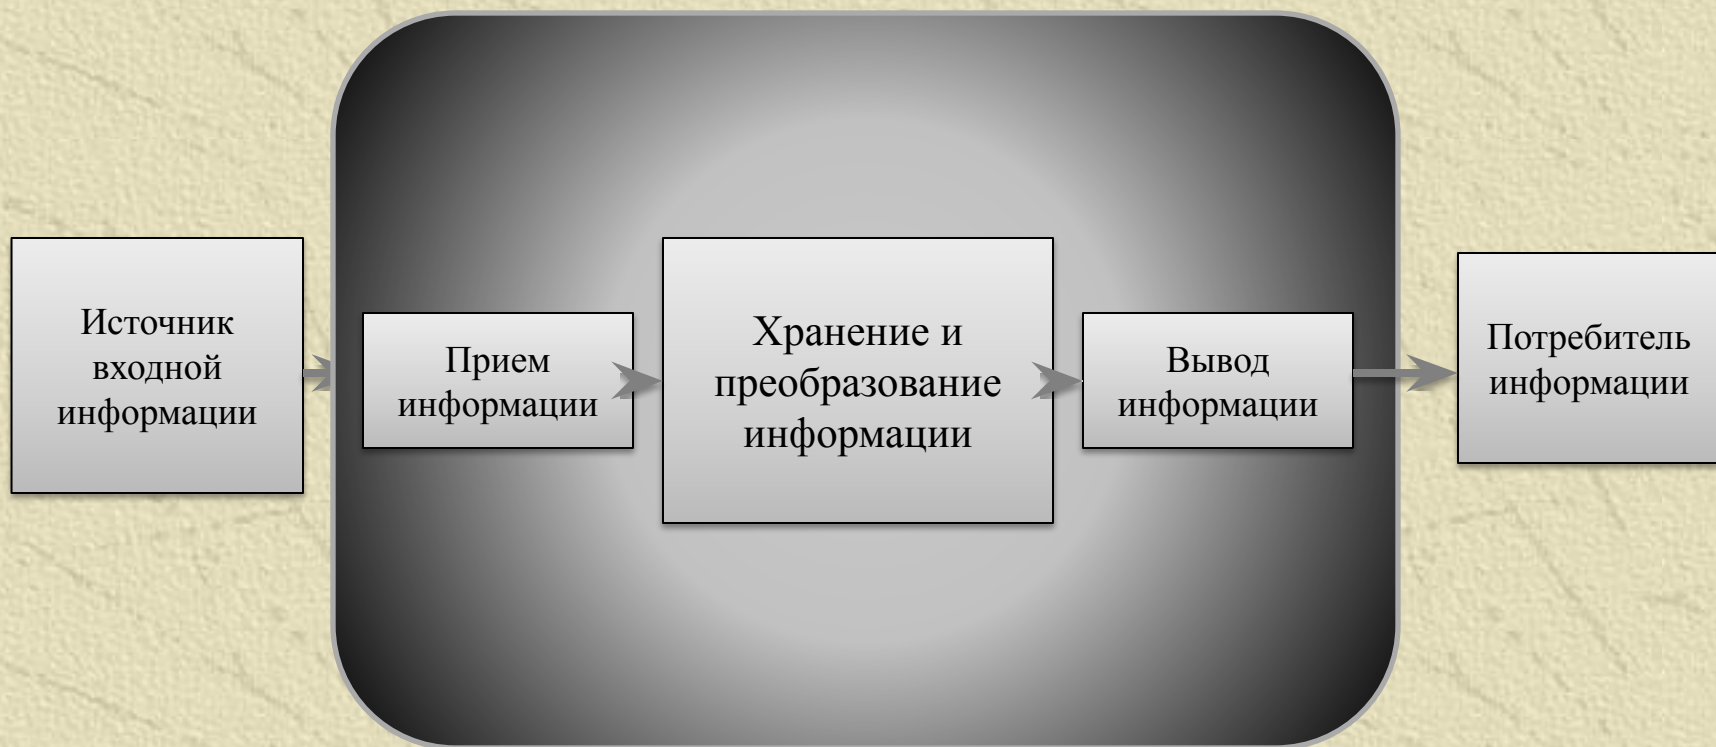 Источник
входной
информации
Прием
информации
Хранение и
преобразование
информации
Вывод
информации
Потребитель
информации